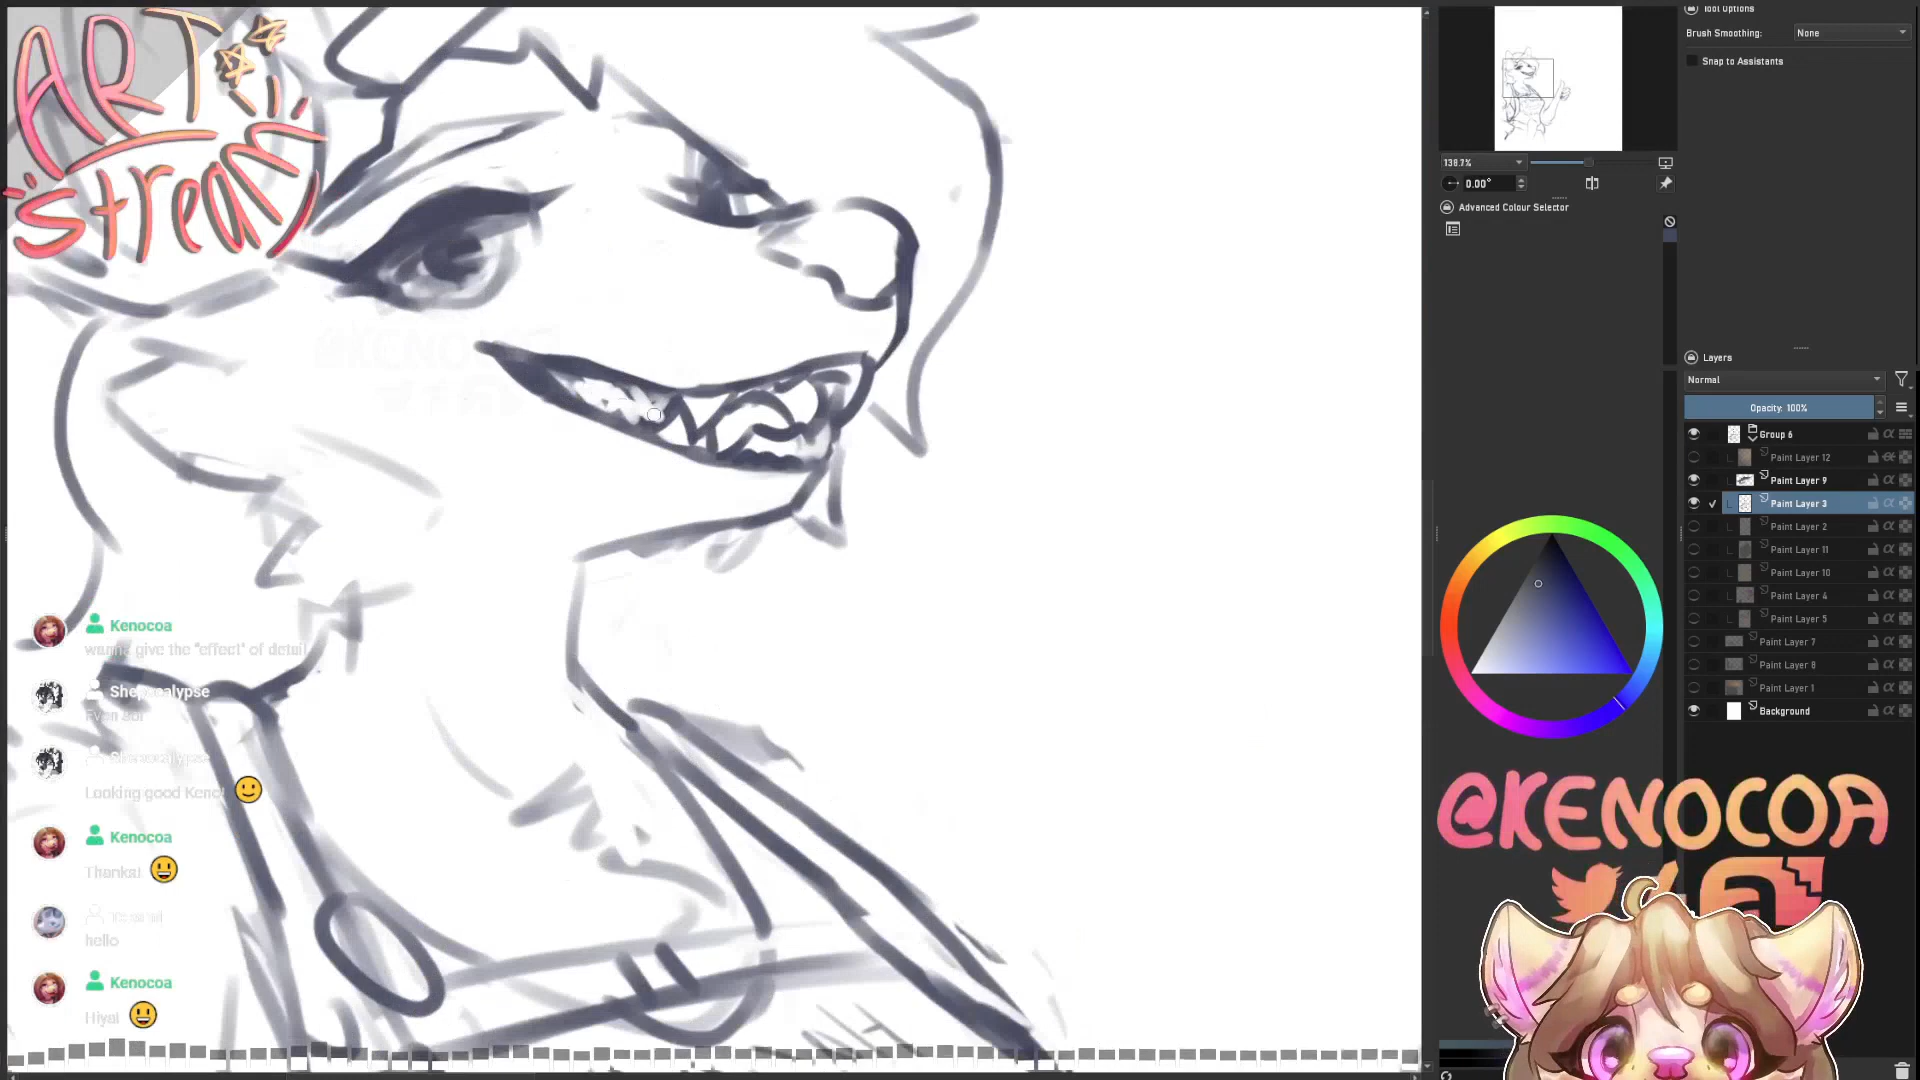 ART
stream
@KENOCOA
Kenocoa
wanna give the "effect" of detail
Shepocalypse
Shepocalypse
Looking good Keno! 🙂
Kenocoa
Thanks! 😃
hello
Kenocoa
Hiya! 😃
138.7%
0.00°
Advanced Colour Selector
Tool Options
Brush Smoothing: None
Snap to Assistants
Layers
Normal
Opacity: 100%
Group 6
Paint Layer 12
Paint Layer 9
Paint Layer 3
Paint Layer 2
Paint Layer 11
Paint Layer 10
Paint Layer 4
Paint Layer 5
Paint Layer 7
Paint Layer 8
Paint Layer 1
Background
@KENOCOA